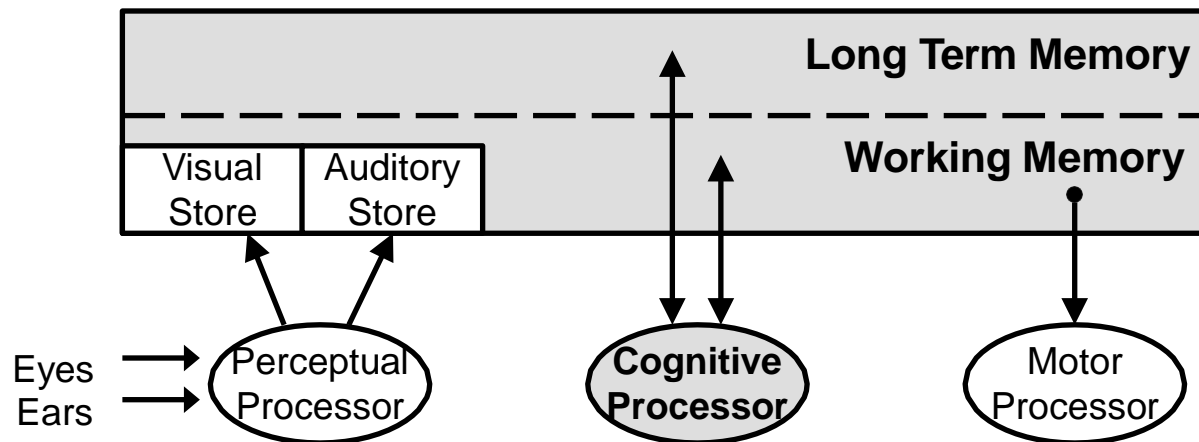 Long Term Memory
Working Memory
Visual
Store
Auditory
Store
Eyes
Ears
Perceptual
Processor
Cognitive
Processor
Motor
Processor